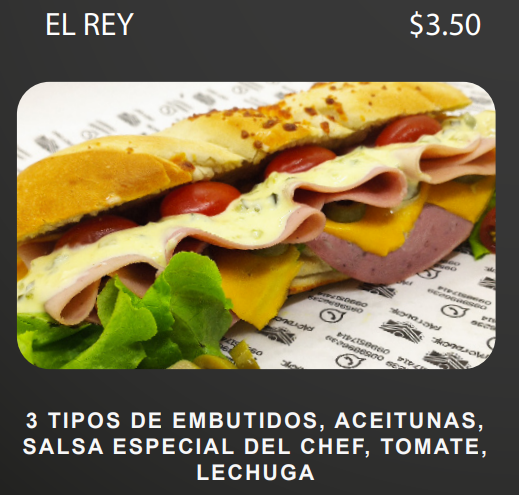 EL REY $3.50
3 TIPOS DE EMBUTIDOS, ACEITUNAS,
SALSA ESPECIAL DEL CHEF, TOMATE,
LECHUGA